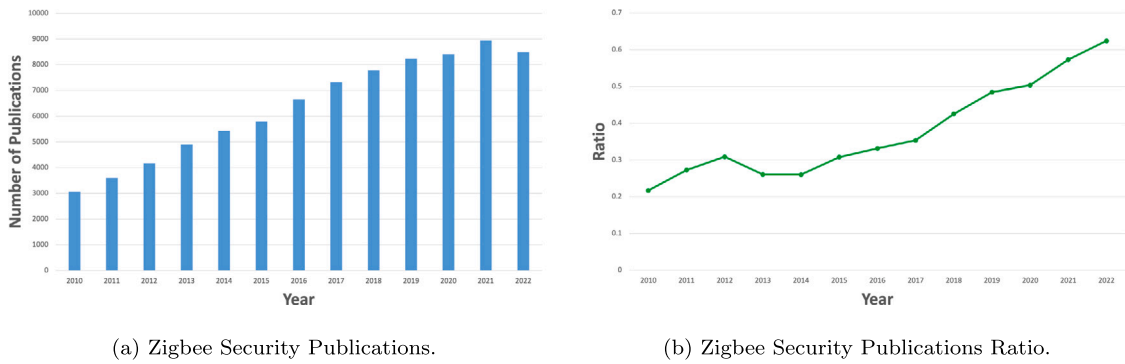 10000
9000
8000
7000
6000
5000
4000
3000
2000
1000
0
Number of Publications
2010 2011 2012 2013 2014 2015 2016 2017 2018 2019 2020 2021 2022
Year
(a) Zigbee Security Publications.
0.7
0.6
0.5
0.4
0.3
0.2
0.1
0
Ratio
2010 2011 2012 2013 2014 2015 2016 2017 2018 2019 2020 2021 2022
Year
(b) Zigbee Security Publications Ratio.